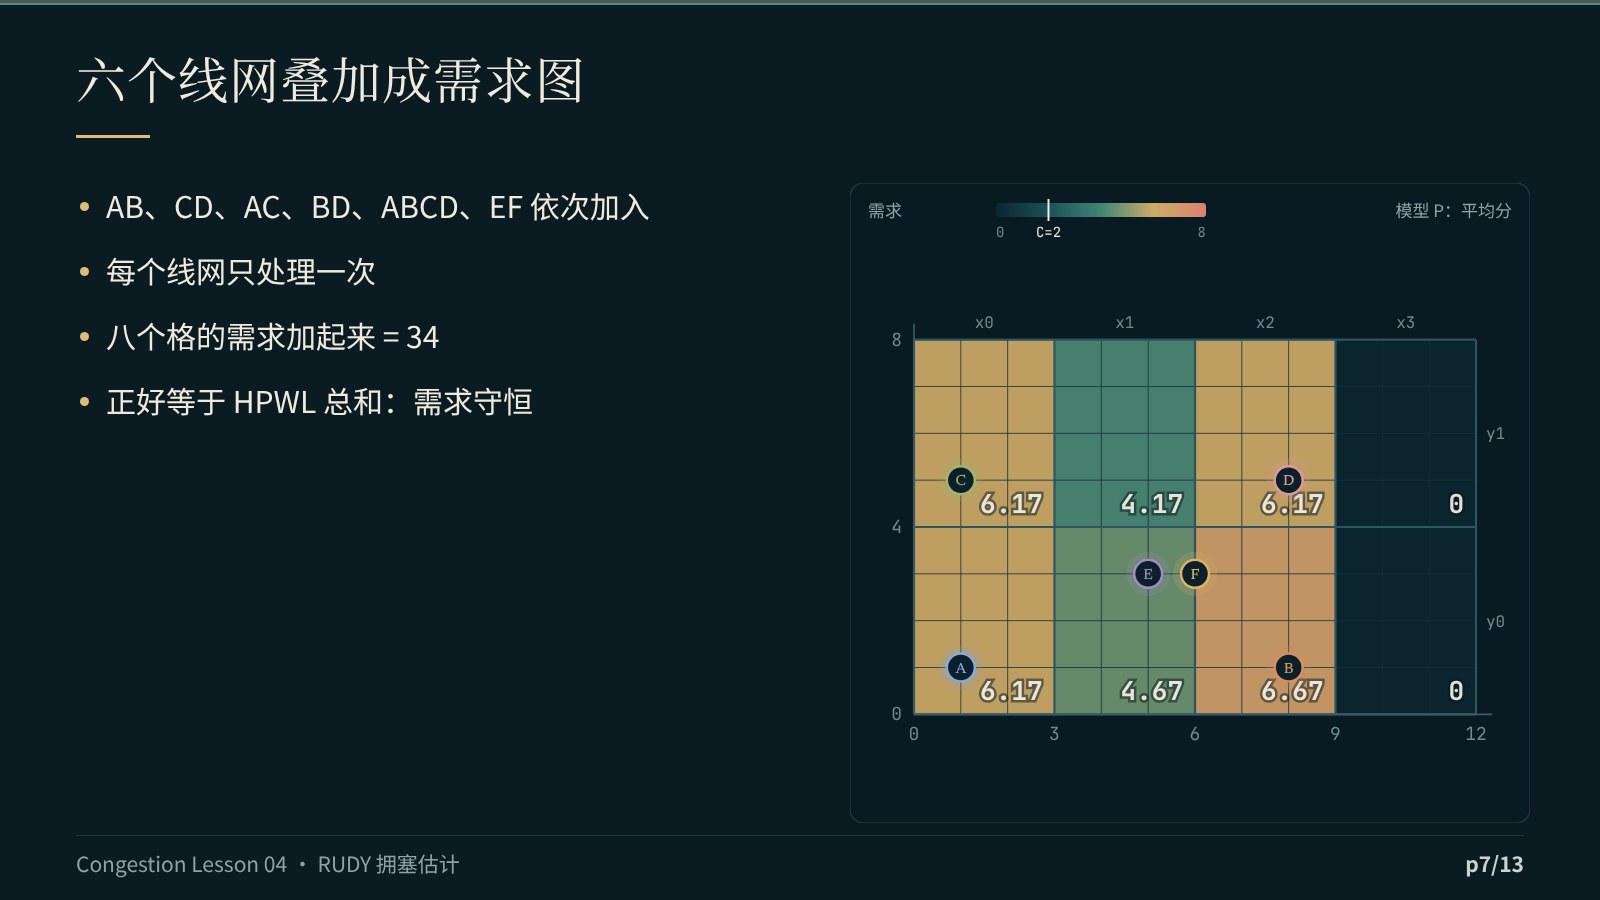 六个线网叠加成需求图
• AB、CD、AC、BD、ABCD、EF 依次加入
• 每个线网只处理一次
• 八个格的需求加起来 = 34
• 正好等于 HPWL 总和：需求守恒
需求
模型 P：平均分
0 C=2 8
x0 x1 x2 x3
8
y1
C D
6.17 4.17 6.17 0
4
E F
y0
A B
6.17 4.67 6.67 0
0
0 3 6 9 12
Congestion Lesson 04 · RUDY 拥塞估计
p7/13